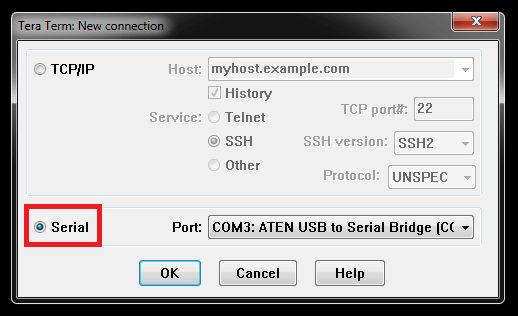 Tera Term: New connection
TCP/IP
Host: myhost.example.com
History
Service: Telnet
TCP port#: 22
SSH
SSH version: SSH2
Other
Protocol: UNSPEC
Serial
Port: COM3: ATEN USB to Serial Bridge (CO
OK Cancel Help